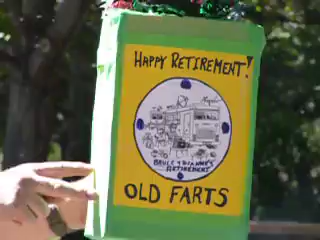 HAPPY RETIREMENT!
BRUCE & DIANNE'S
RETIREMENT
OLD FARTS